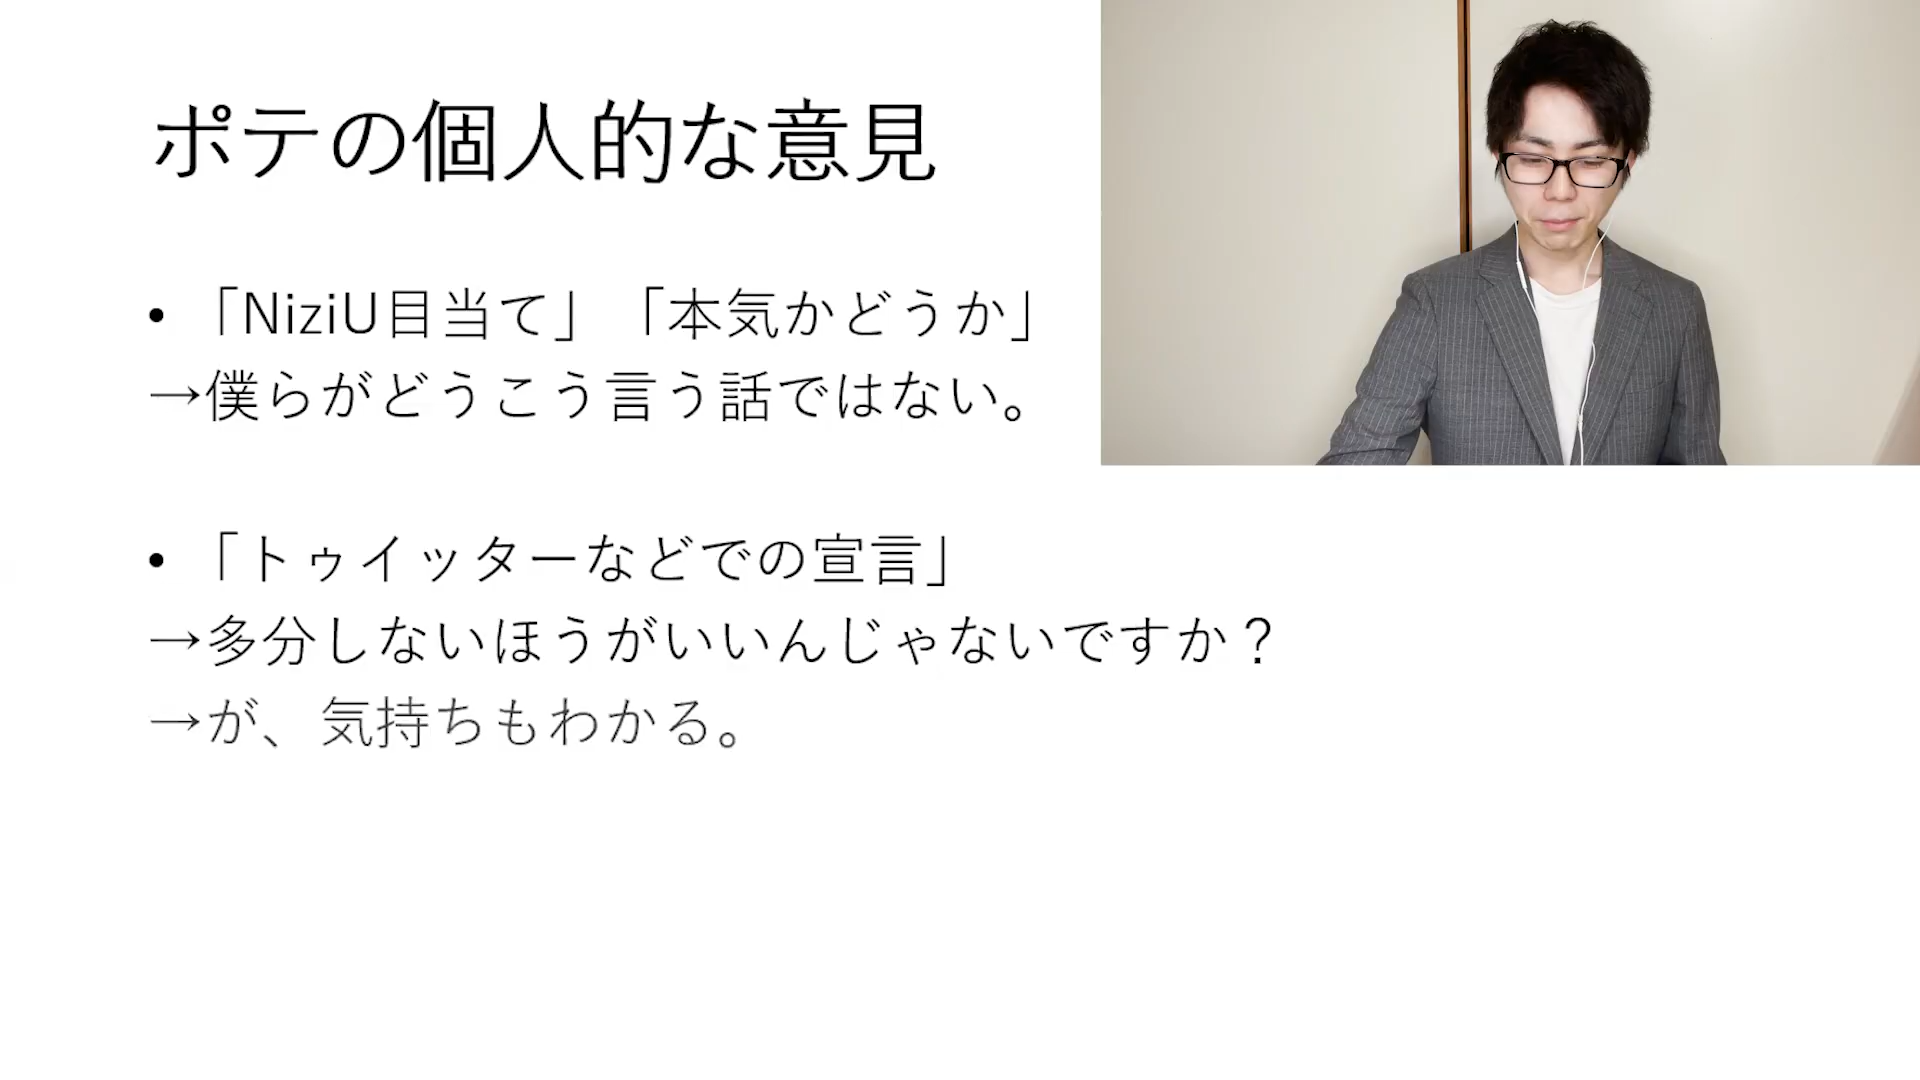 ポテの個人的な意見
•「NiziU目当て」「本気かどうか」
→僕らがどうこう言う話ではない。
•「トゥイッターなどでの宣言」
→多分しないほうがいいんじゃないですか？
→が、気持ちもわかる。